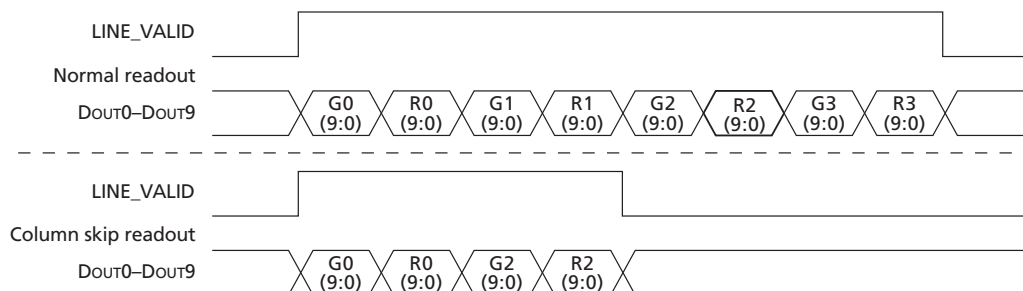 LINE_VALID
Normal readout
DOUT0–DOUT9
G0 (9:0) R0 (9:0) G1 (9:0) R1 (9:0) G2 (9:0) R2 (9:0) G3 (9:0) R3 (9:0)
LINE_VALID
Column skip readout
DOUT0–DOUT9
G0 (9:0) R0 (9:0) G2 (9:0) R2 (9:0)